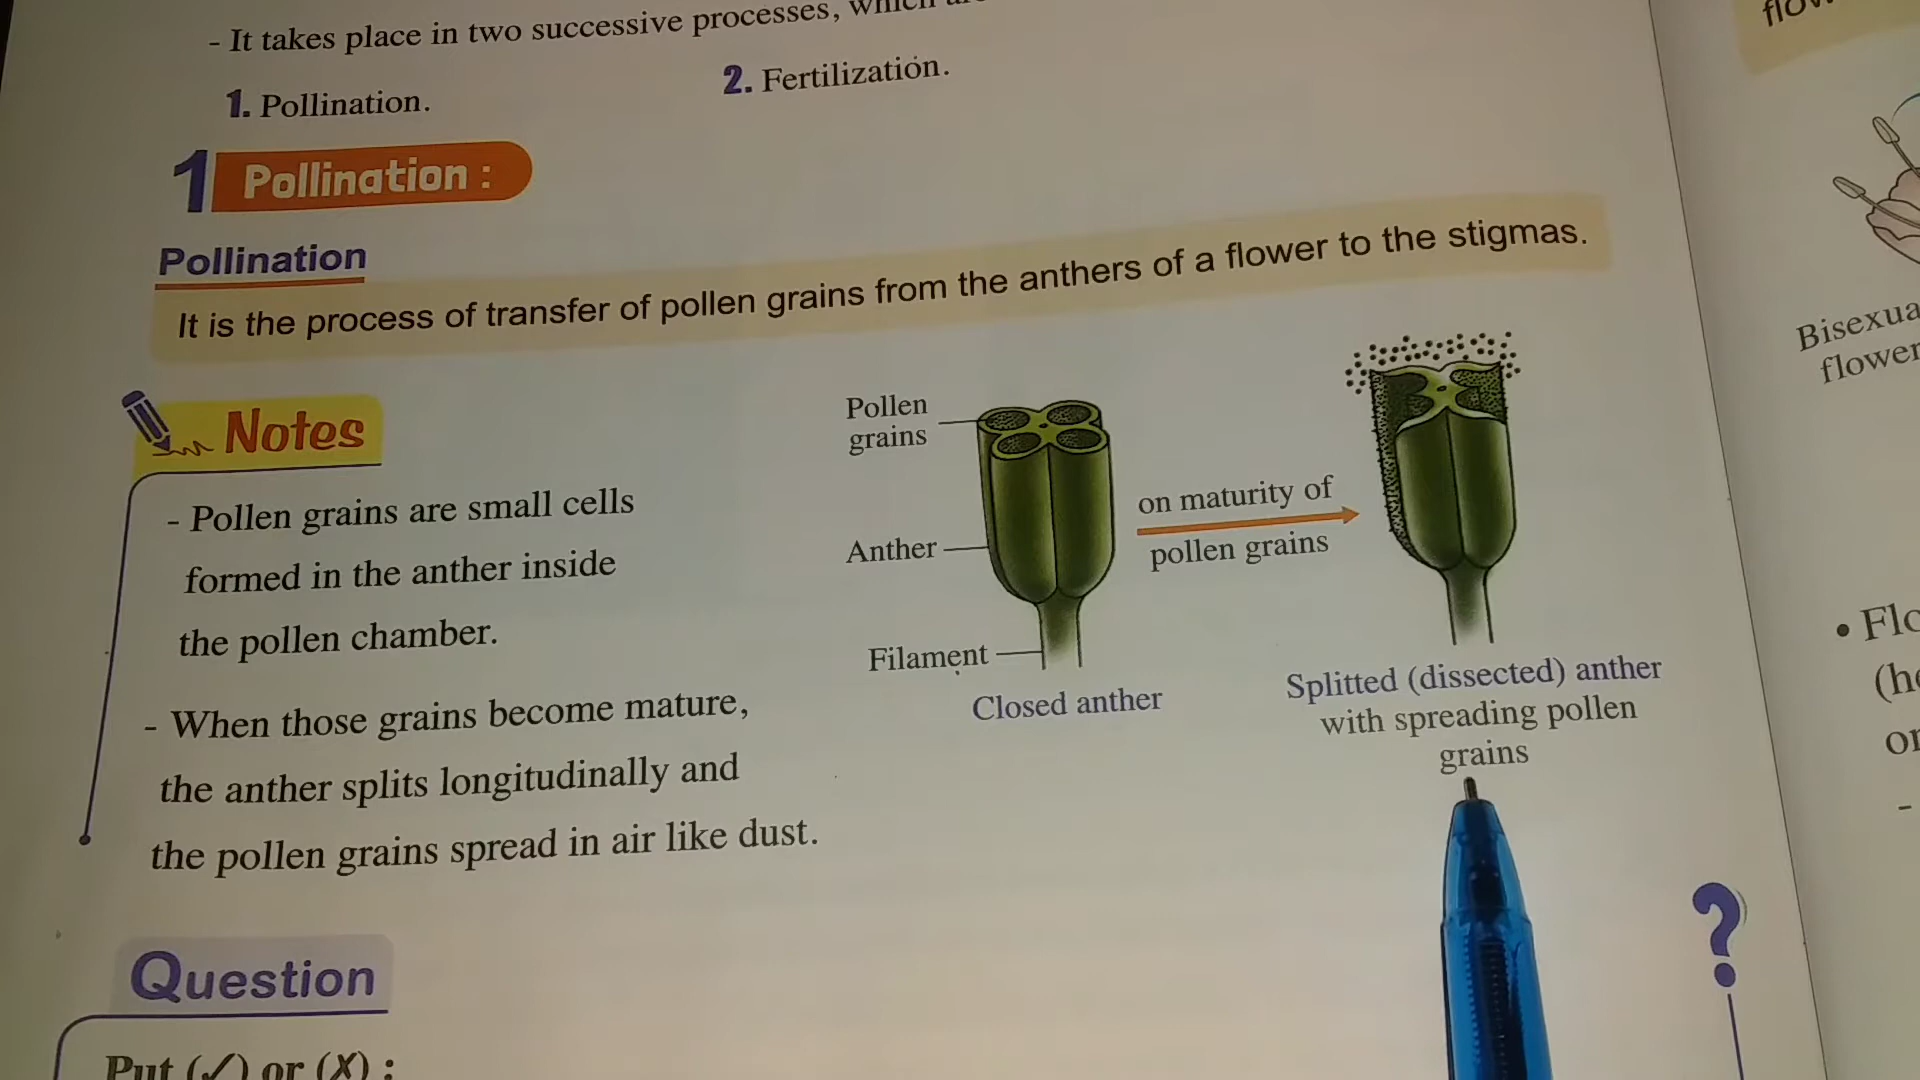 - It takes place in two successive processes, which
1. Pollination.
2. Fertilization.
1 Pollination :
Pollination
It is the process of transfer of pollen grains from the anthers of a flower to the stigmas.
Notes
- Pollen grains are small cells
formed in the anther inside
the pollen chamber.
- When those grains become mature,
the anther splits longitudinally and
the pollen grains spread in air like dust.
Pollen
grains
Anther
Filament
Closed anther
on maturity of
pollen grains
Splitted (dissected) anther
with spreading pollen
grains
Question
?
Put (✓) or (X) :
flow
Bisexua
flower
• Flo
(he
or
-